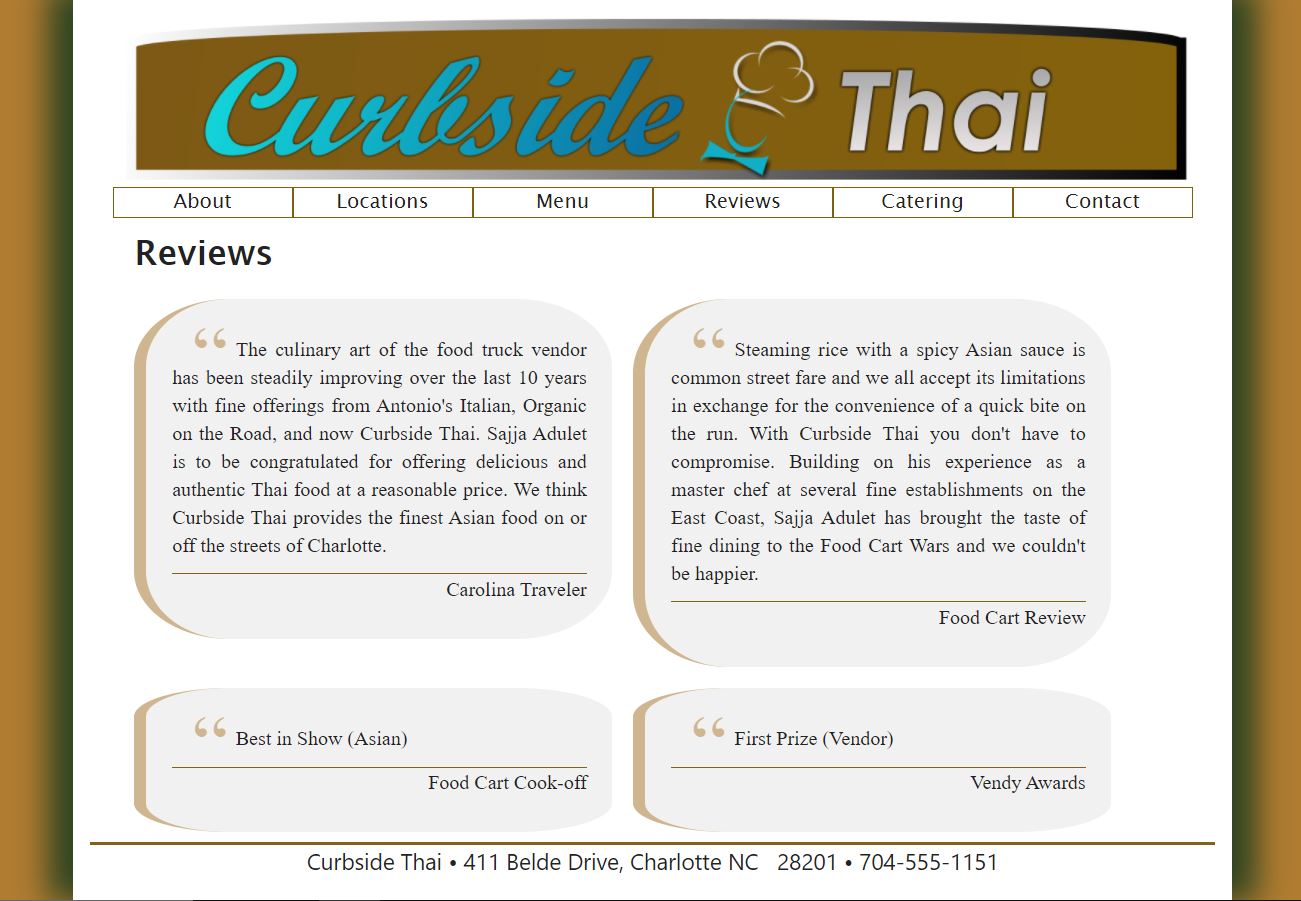 Curbside Thai
About Locations Menu Reviews Catering Contact
Reviews
“ The culinary art of the food truck vendor
has been steadily improving over the last 10 years
with fine offerings from Antonio's Italian, Organic
on the Road, and now Curbside Thai. Sajja Adulet
is to be congratulated for offering delicious and
authentic Thai food at a reasonable price. We think
Curbside Thai provides the finest Asian food on or
off the streets of Charlotte.
Carolina Traveler
“ Steaming rice with a spicy Asian sauce is
common street fare and we all accept its limitations
in exchange for the convenience of a quick bite on
the run. With Curbside Thai you don't have to
compromise. Building on his experience as a
master chef at several fine establishments on the
East Coast, Sajja Adulet has brought the taste of
fine dining to the Food Cart Wars and we couldn't
be happier.
Food Cart Review
“ Best in Show (Asian)
Food Cart Cook-off
“ First Prize (Vendor)
Vendy Awards
Curbside Thai • 411 Belde Drive, Charlotte NC 28201 • 704-555-1151